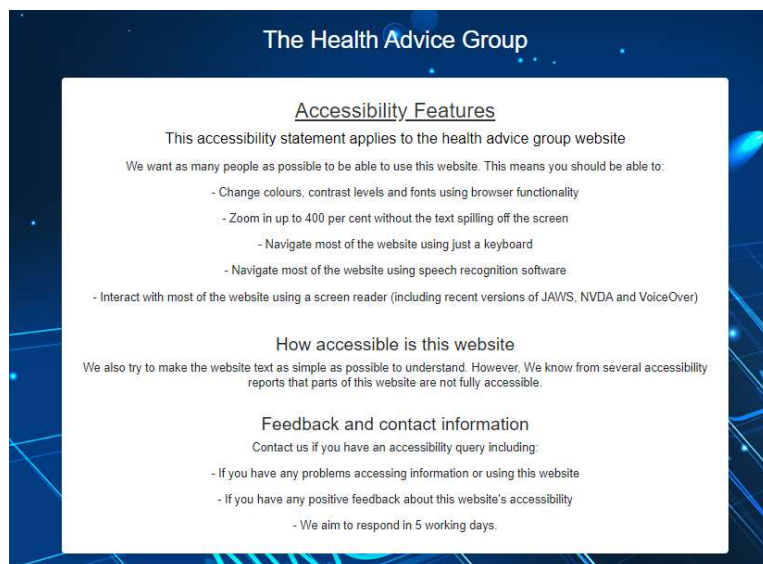 The Health Advice Group
Accessibility Features
This accessibility statement applies to the health advice group website
We want as many people as possible to be able to use this website. This means you should be able to:
- Change colours, contrast levels and fonts using browser functionality
- Zoom in up to 400 per cent without the text spilling off the screen
- Navigate most of the website using just a keyboard
- Navigate most of the website using speech recognition software
- Interact with most of the website using a screen reader (including recent versions of JAWS, NVDA and VoiceOver)
How accessible is this website
We also try to make the website text as simple as possible to understand. However, We know from several accessibility
reports that parts of this website are not fully accessible.
Feedback and contact information
Contact us if you have an accessibility query including:
- If you have any problems accessing information or using this website
- If you have any positive feedback about this website's accessibility
- We aim to respond in 5 working days.